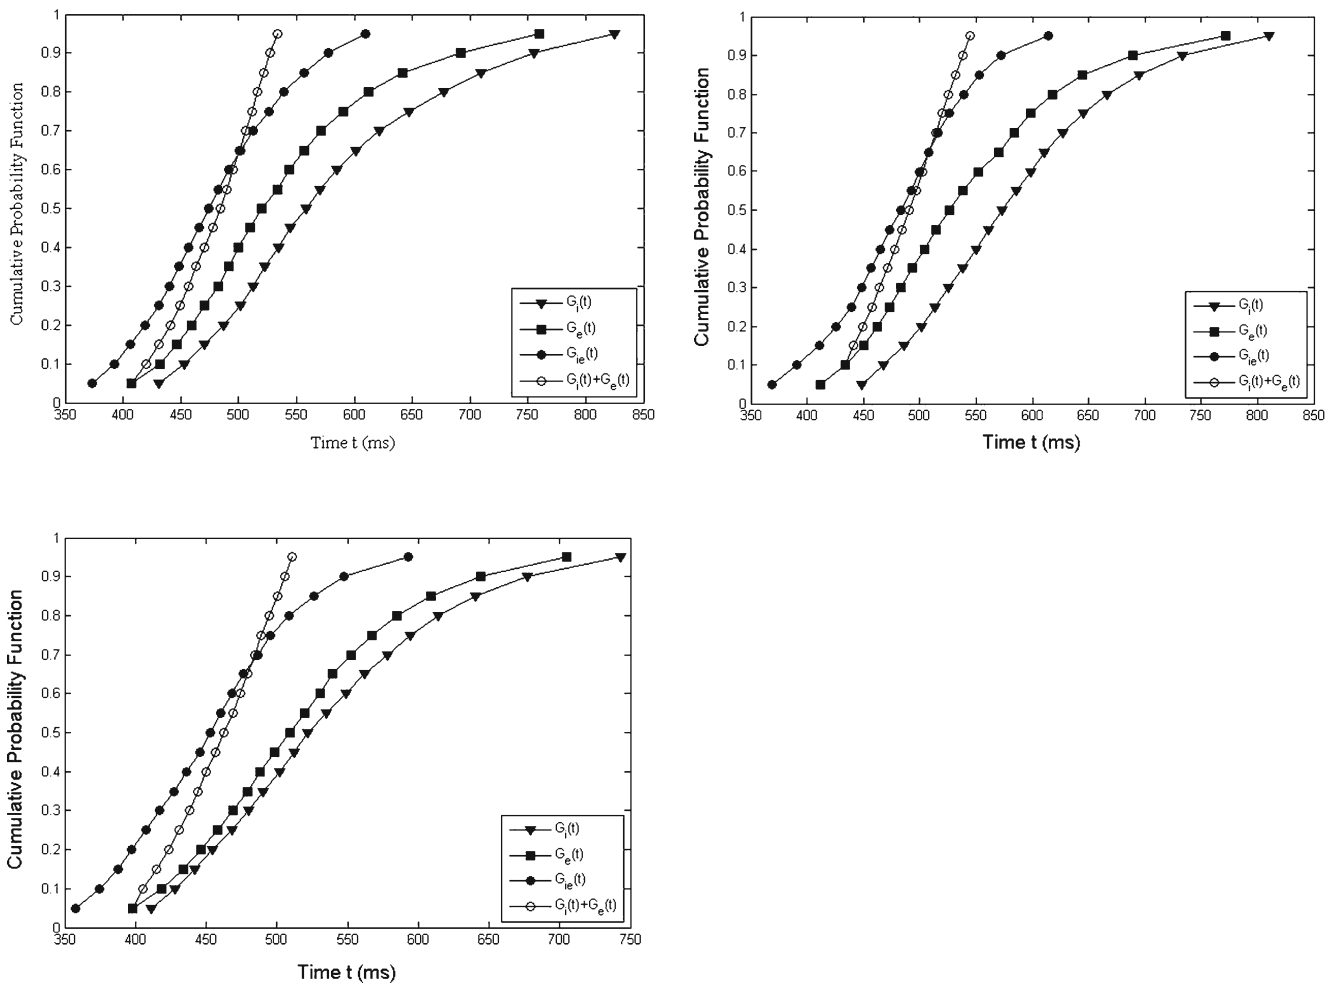 1
0.9
0.8
0.7
0.6
0.5
0.4
0.3
0.2
0.1
0
350 400 450 500 550 600 650 700 750 800 850
Cumulative Probability Function
Time t (ms)
Gi(t)
Ge(t)
Gie(t)
Gi(t)+Ge(t)
1
0.9
0.8
0.7
0.6
0.5
0.4
0.3
0.2
0.1
0
350 400 450 500 550 600 650 700 750 800 850
Cumulative Probability Function
Time t (ms)
Gi(t)
Ge(t)
Gie(t)
Gi(t)+Ge(t)
1
0.9
0.8
0.7
0.6
0.5
0.4
0.3
0.2
0.1
0
350 400 450 500 550 600 650 700 750
Cumulative Probability Function
Time t (ms)
Gi(t)
Ge(t)
Gie(t)
Gi(t)+Ge(t)